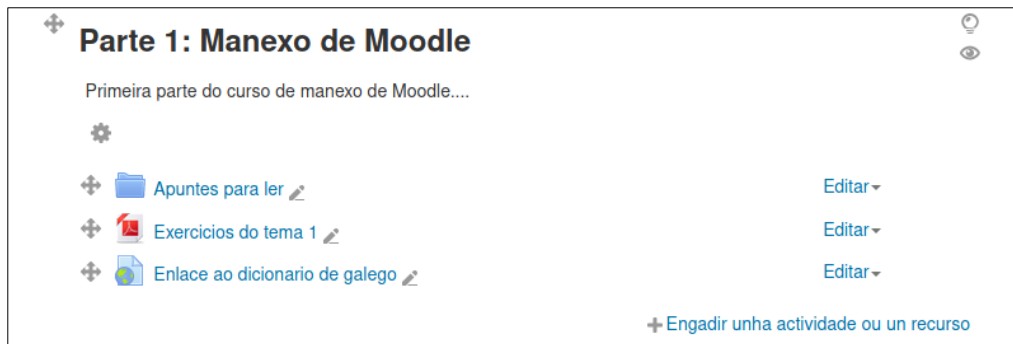 Parte 1: Manexo de Moodle
Primeira parte do curso de manexo de Moodle....
Apuntes para ler Editar
Exercicios do tema 1 Editar
Enlace ao dicionario de galego Editar
Engadir unha actividade ou un recurso